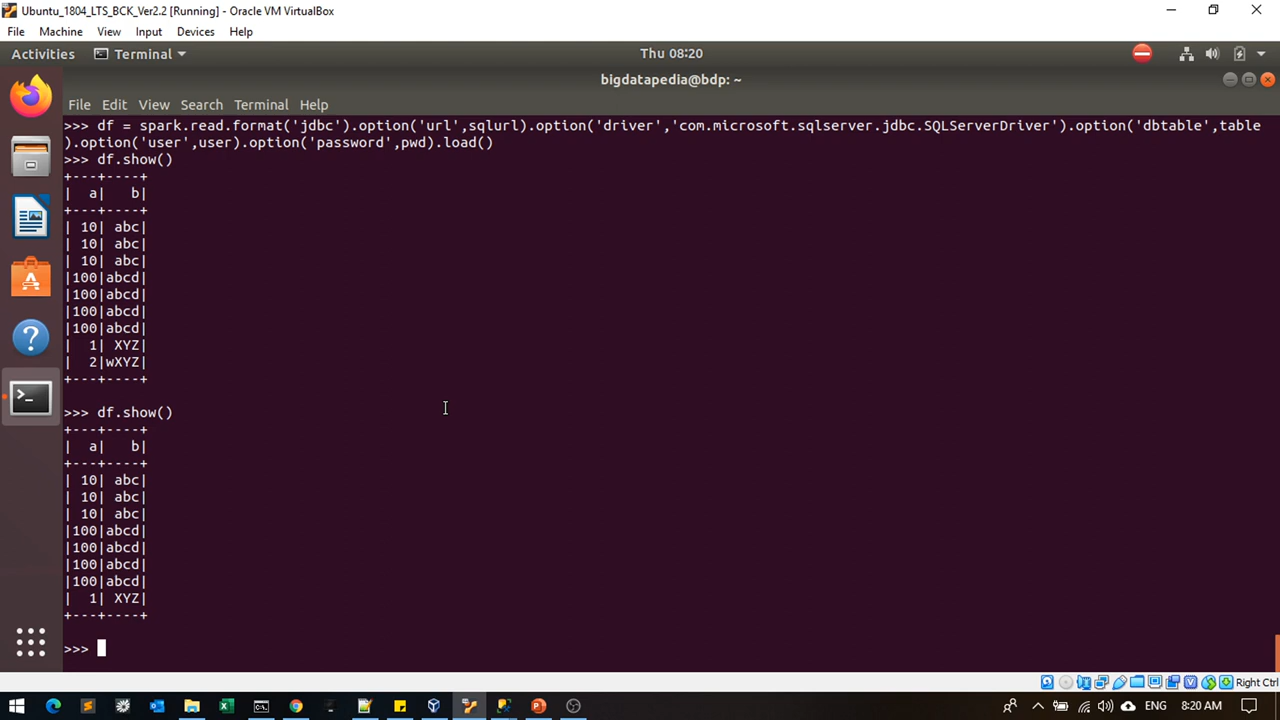 Ubuntu_1804_LTS_BCK_Ver2.2 [Running] - Oracle VM VirtualBox
File Machine View Input Devices Help
Activities Terminal Thu 08:20
bigdatapedia@bdp: ~
File Edit View Search Terminal Help
>>> df = spark.read.format('jdbc').option('url',sqlurl).option('driver','com.microsoft.sqlserver.jdbc.SQLServerDriver').option('dbtable',table
).option('user',user).option('password',pwd).load()
>>> df.show()
+---+----+
|  a|   b|
+---+----+
| 10| abc|
| 10| abc|
| 10| abc|
|100|abcd|
|100|abcd|
|100|abcd|
|100|abcd|
|  1| XYZ|
|  2|wXYZ|
+---+----+
>>> df.show()
+---+----+
|  a|   b|
+---+----+
| 10| abc|
| 10| abc|
| 10| abc|
|100|abcd|
|100|abcd|
|100|abcd|
|100|abcd|
|  1| XYZ|
+---+----+
>>>
Right Ctrl
ENG 8:20 AM